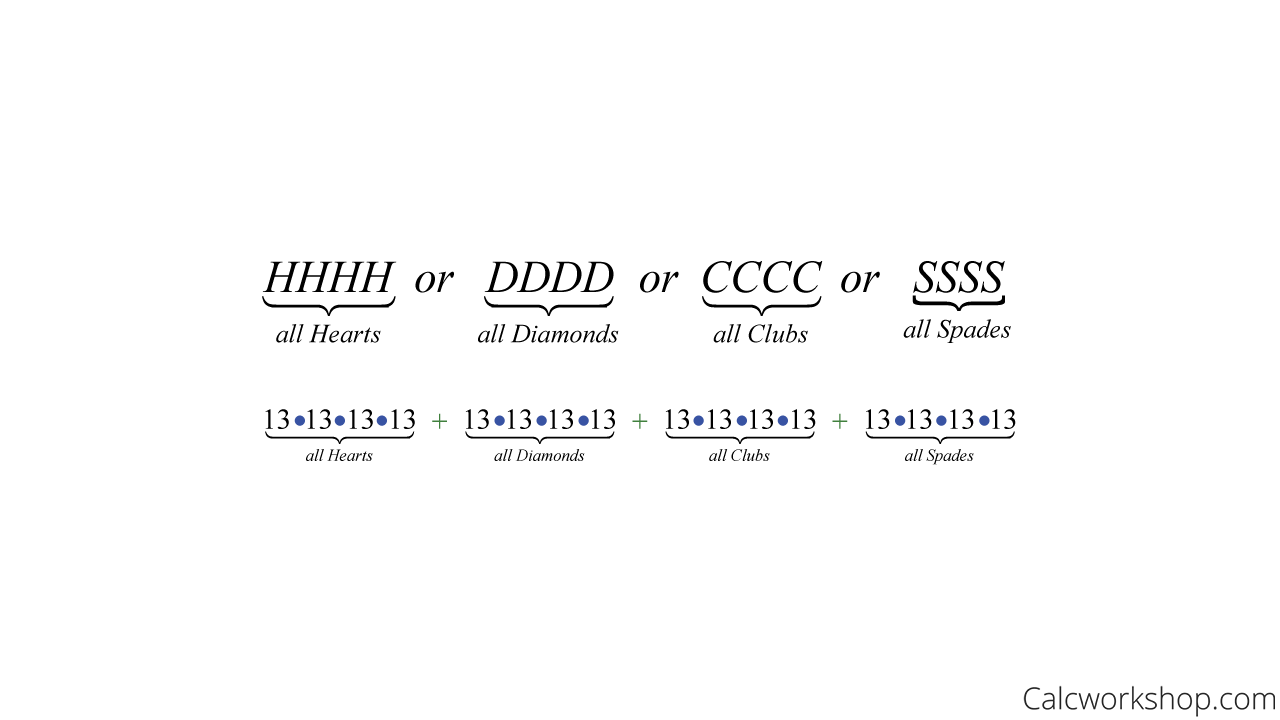 HHHH or DDDD or CCCC or SSSS
all Hearts all Diamonds all Clubs all Spades
13•13•13•13 + 13•13•13•13 + 13•13•13•13 + 13•13•13•13
all Hearts all Diamonds all Clubs all Spades
Calcworkshop.com